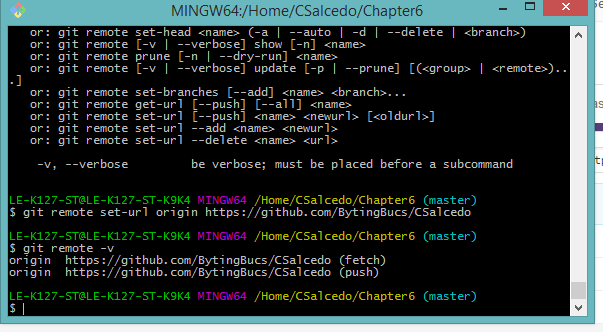 MINGW64:/Home/CSalcedo/Chapter6
or: git remote set-head <name> (-a | --auto | -d | --delete | <branch>)
or: git remote [-v | --verbose] show [-n] <name>
or: git remote prune [-n | --dry-run] <name>
or: git remote [-v | --verbose] update [-p | --prune] [(<group> | <remote>)..
.]
or: git remote set-branches [--add] <name> <branch>...
or: git remote get-url [--push] [--all] <name>
or: git remote set-url [--push] <name> <newurl> [<oldurl>]
or: git remote set-url --add <name> <newurl>
or: git remote set-url --delete <name> <url>
-v, --verbose be verbose; must be placed before a subcommand
LE-K127-ST@LE-K127-ST-K9K4 MINGW64 /Home/CSalcedo/Chapter6 (master)
$ git remote set-url origin https://github.com/BytingBucs/CSalcedo
LE-K127-ST@LE-K127-ST-K9K4 MINGW64 /Home/CSalcedo/Chapter6 (master)
$ git remote -v
origin https://github.com/BytingBucs/CSalcedo (fetch)
origin https://github.com/BytingBucs/CSalcedo (push)
LE-K127-ST@LE-K127-ST-K9K4 MINGW64 /Home/CSalcedo/Chapter6 (master)
$